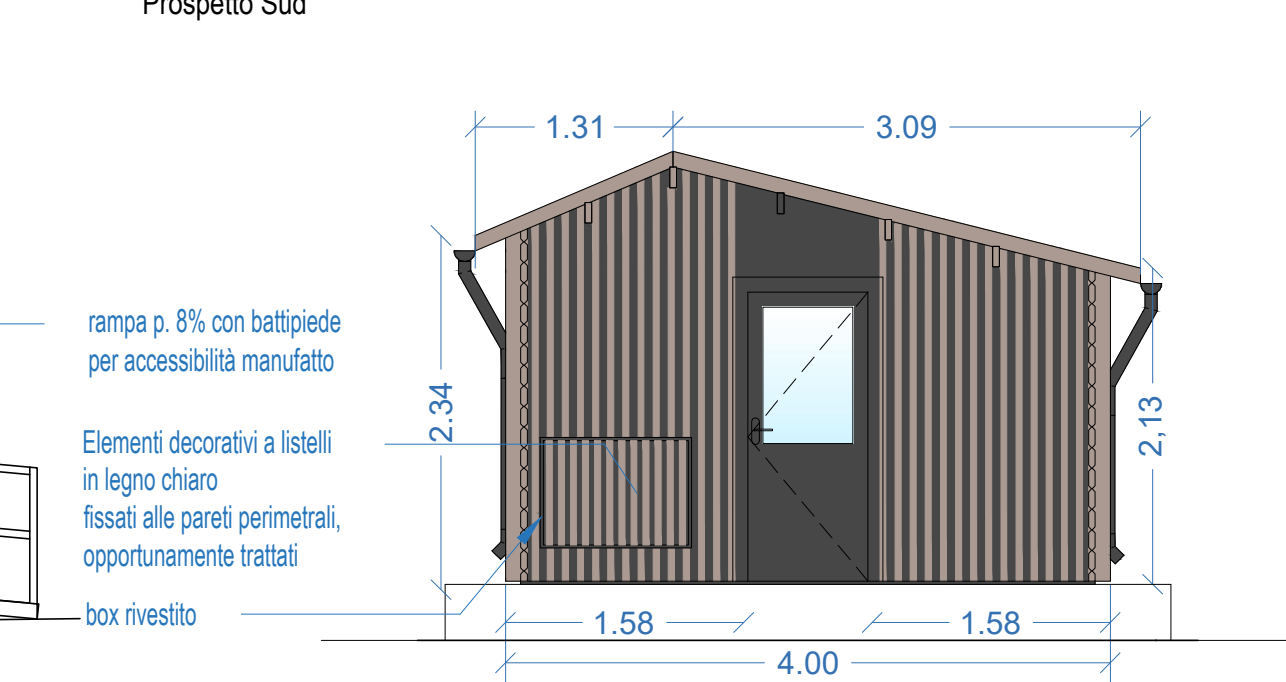 Prospetto Sud
1.31
3.09
rampa p. 8% con battipiede
per accessibilità manufatto
2.34
2,13
Elementi decorativi a listelli
in legno chiaro
fissati alle pareti perimetrali,
opportunamente trattati
box rivestito
1.58
1.58
4.00